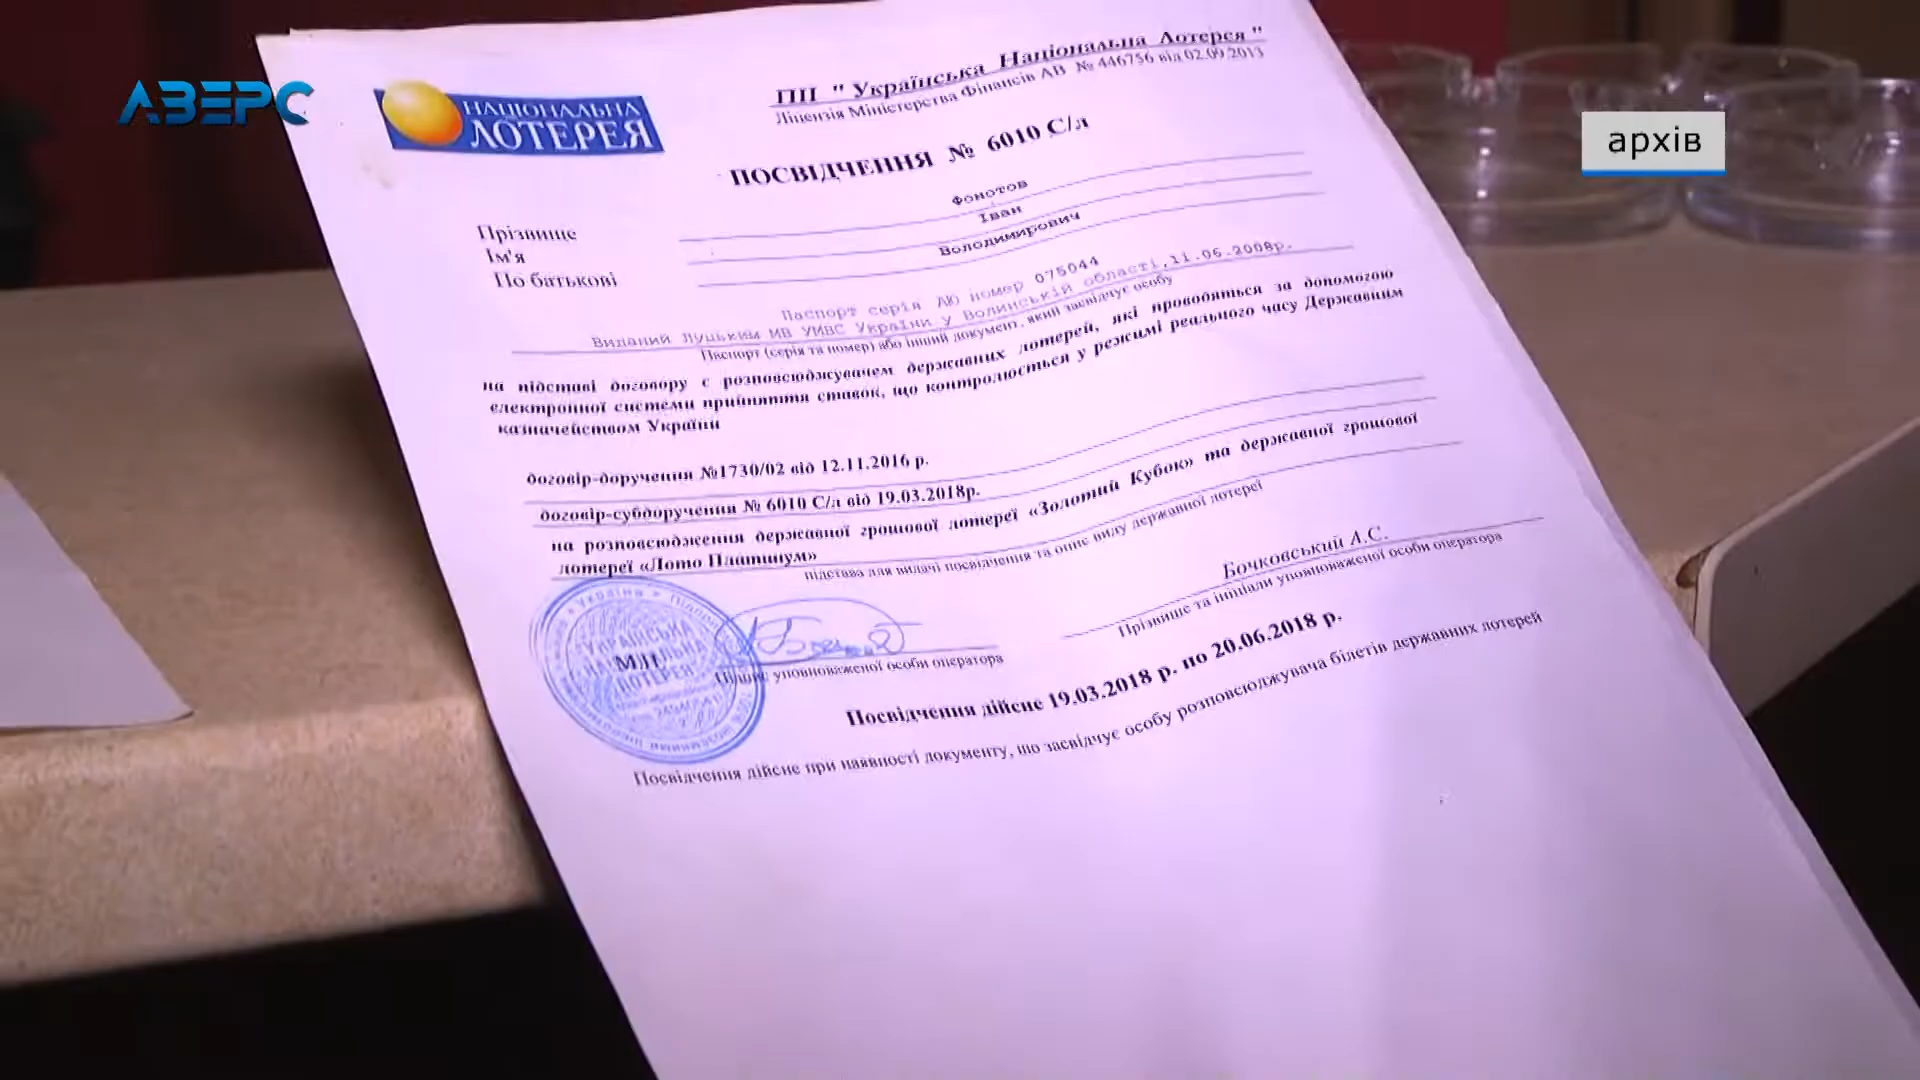 АВЕРС
архів
НАЦІОНАЛЬНА
ЛОТЕРЕЯ
ПП " Українська Національна Лотерея "
Ліцензія Міністерства Фінансів АВ № 446756 від 02.09.2013
ПОСВІДЧЕННЯ № 6010 С/л
Прізвище Фонотов
Ім'я Іван
По батькові Володимирович
Паспорт серія АЮ номер 075044
Виданий Луцьким МВ УМВС України у Волинській області, 11.06.2008р.
Паспорт (серія та номер) або інший документ, який засвідчує особу
на підставі договору є розповсюджувачем державних лотерей, які проводяться за допомогою
електронної системи прийняття ставок, що контролюється у режимі реального часу Державним
казначейством України
договір-доручення №1730/02 від 12.11.2016 р.
договір-субдоручення № 6010 С/л від 19.03.2018р.
на розповсюдження державної грошової лотереї «Золотий Кубок» та державної грошової
лотереї «Лото Платинум»
підстава для видачі посвідчення та опис виду державної лотереї
Бочковський А.С.
Прізвище та ініціали уповноваженої особи оператора
М.П.
Підпис уповноваженої особи оператора
УКРАЇНСЬКА
НАЦІОНАЛЬНА
ЛОТЕРЕЯ
Посвідчення дійсне 19.03.2018 р. по 20.06.2018 р.
Посвідчення дійсне при наявності документу, що засвідчує особу розповсюджувача білетів державних лотерей